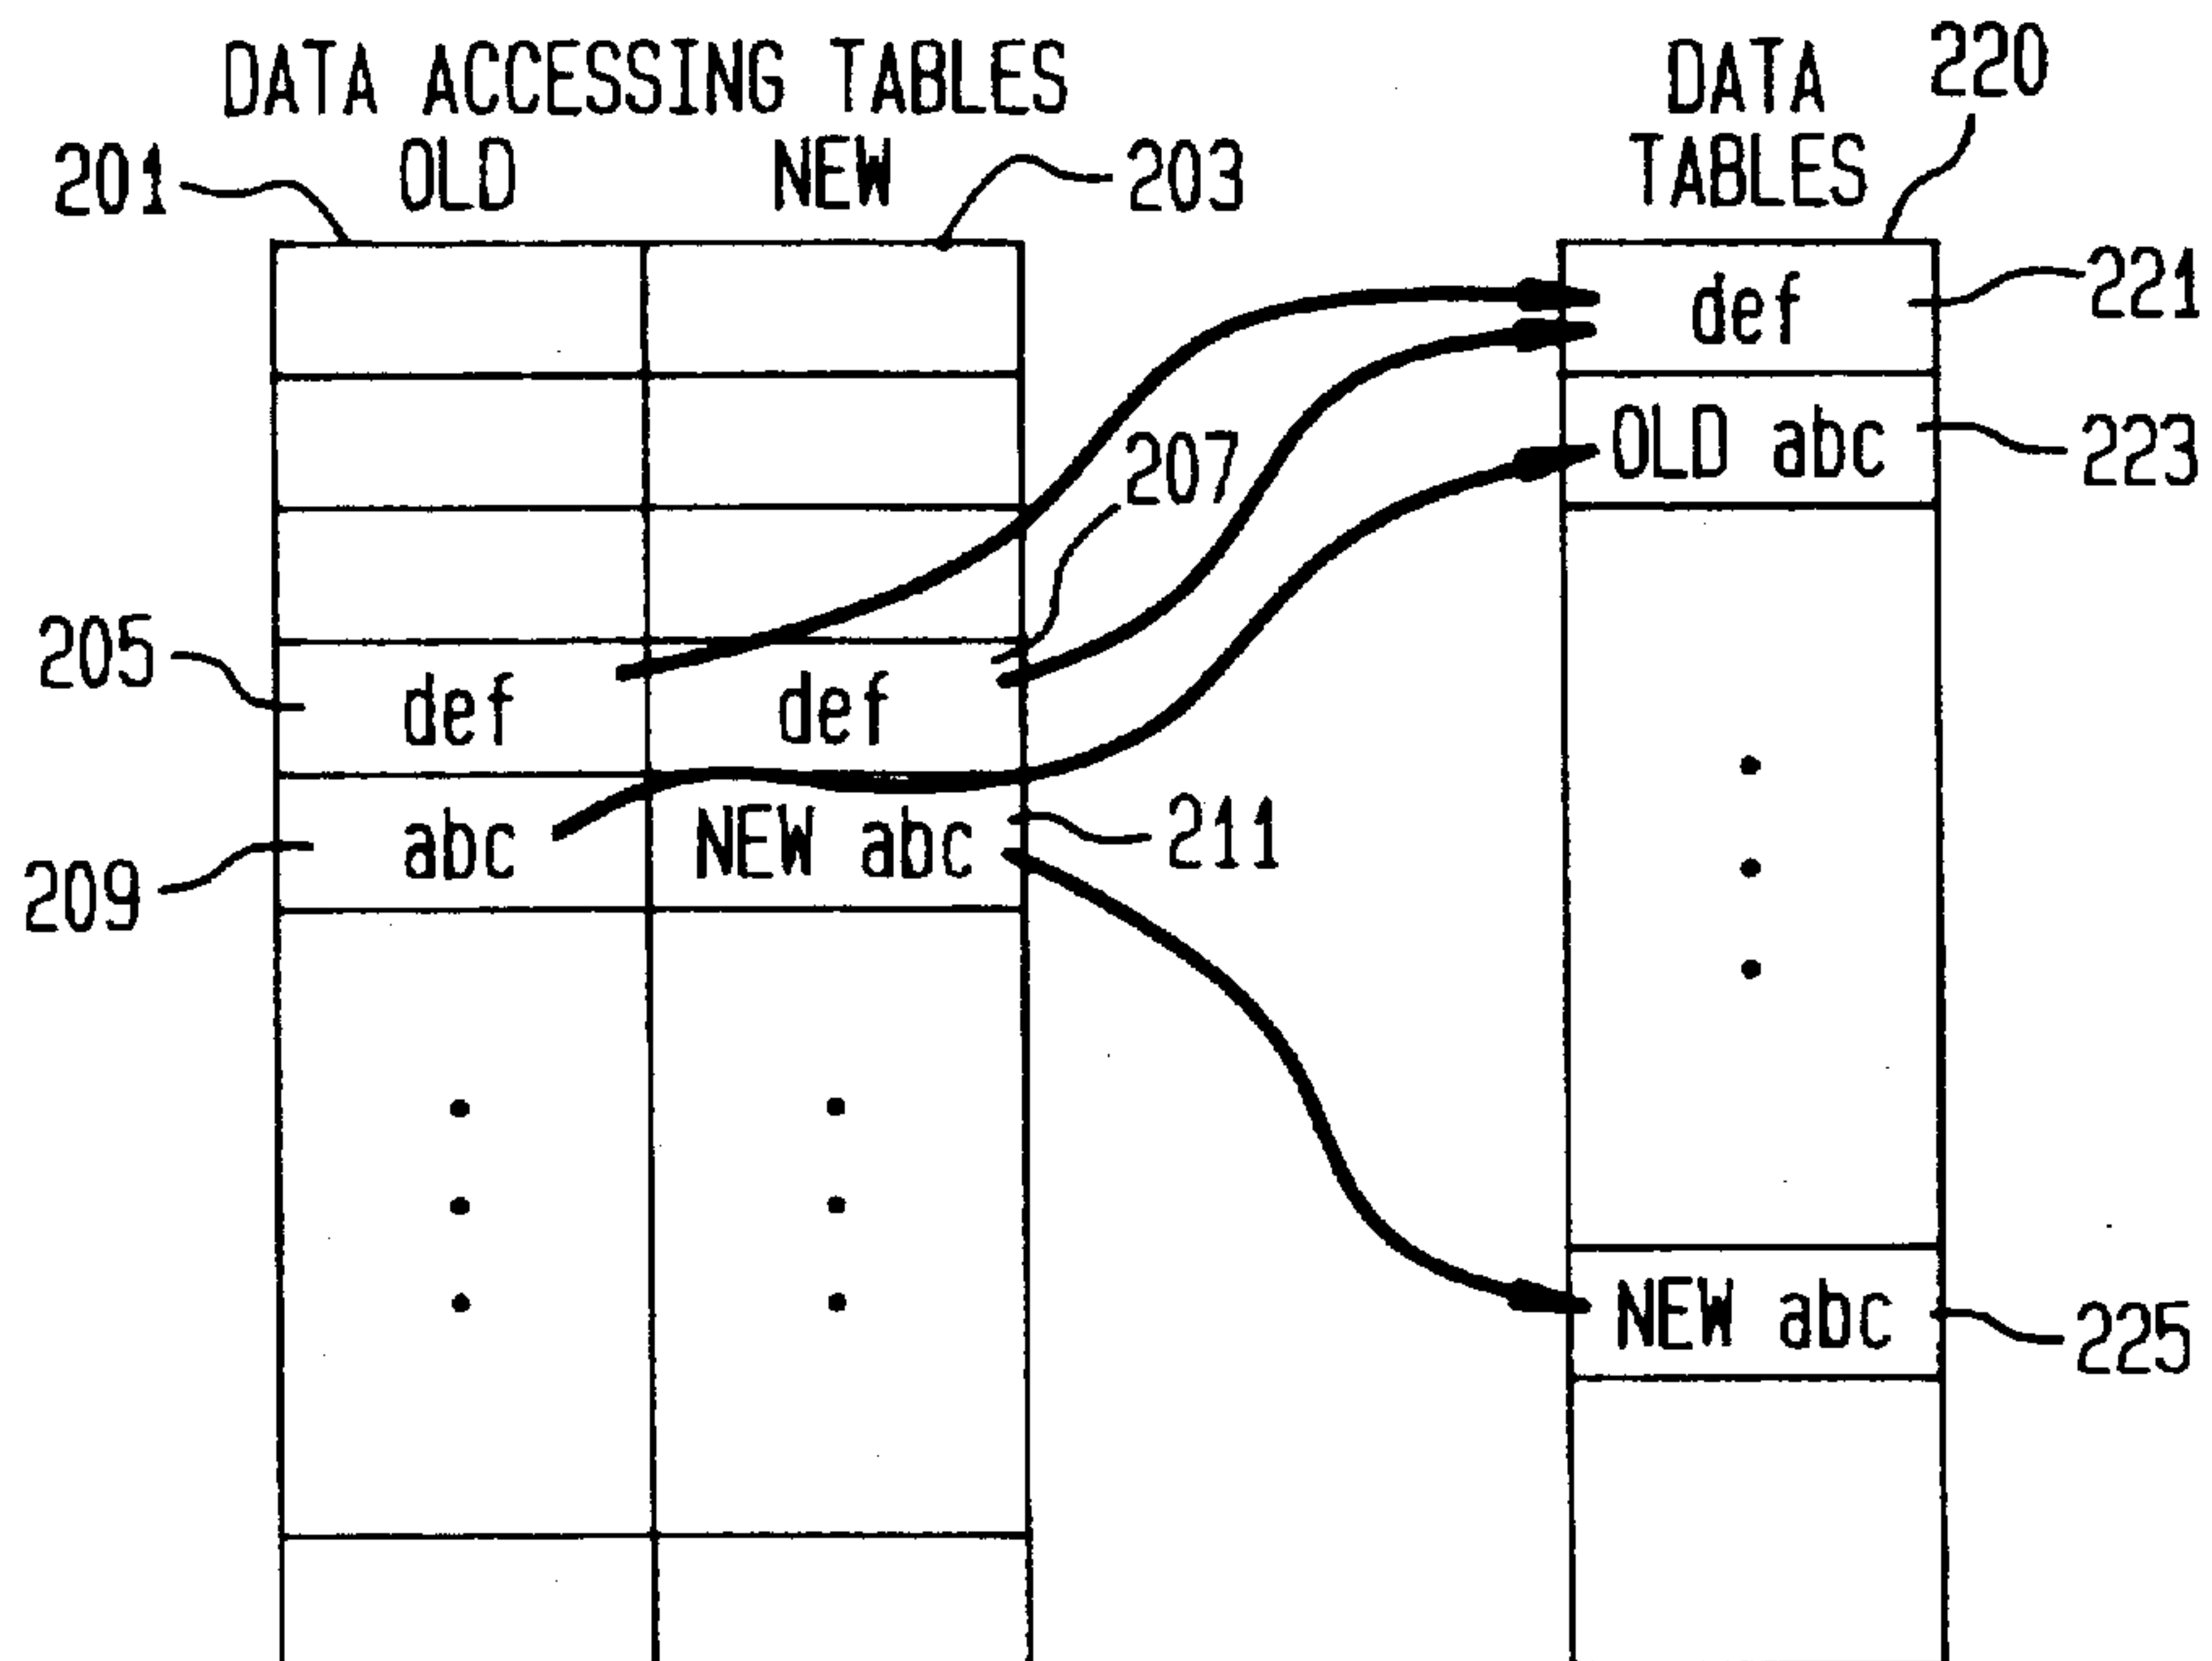 DATA ACCESSING TABLES
OLD NEW
201
203
DATA
TABLES
220
def
221
OLD abc
223
207
205
def def
abc NEW abc
209
211
NEW abc
225